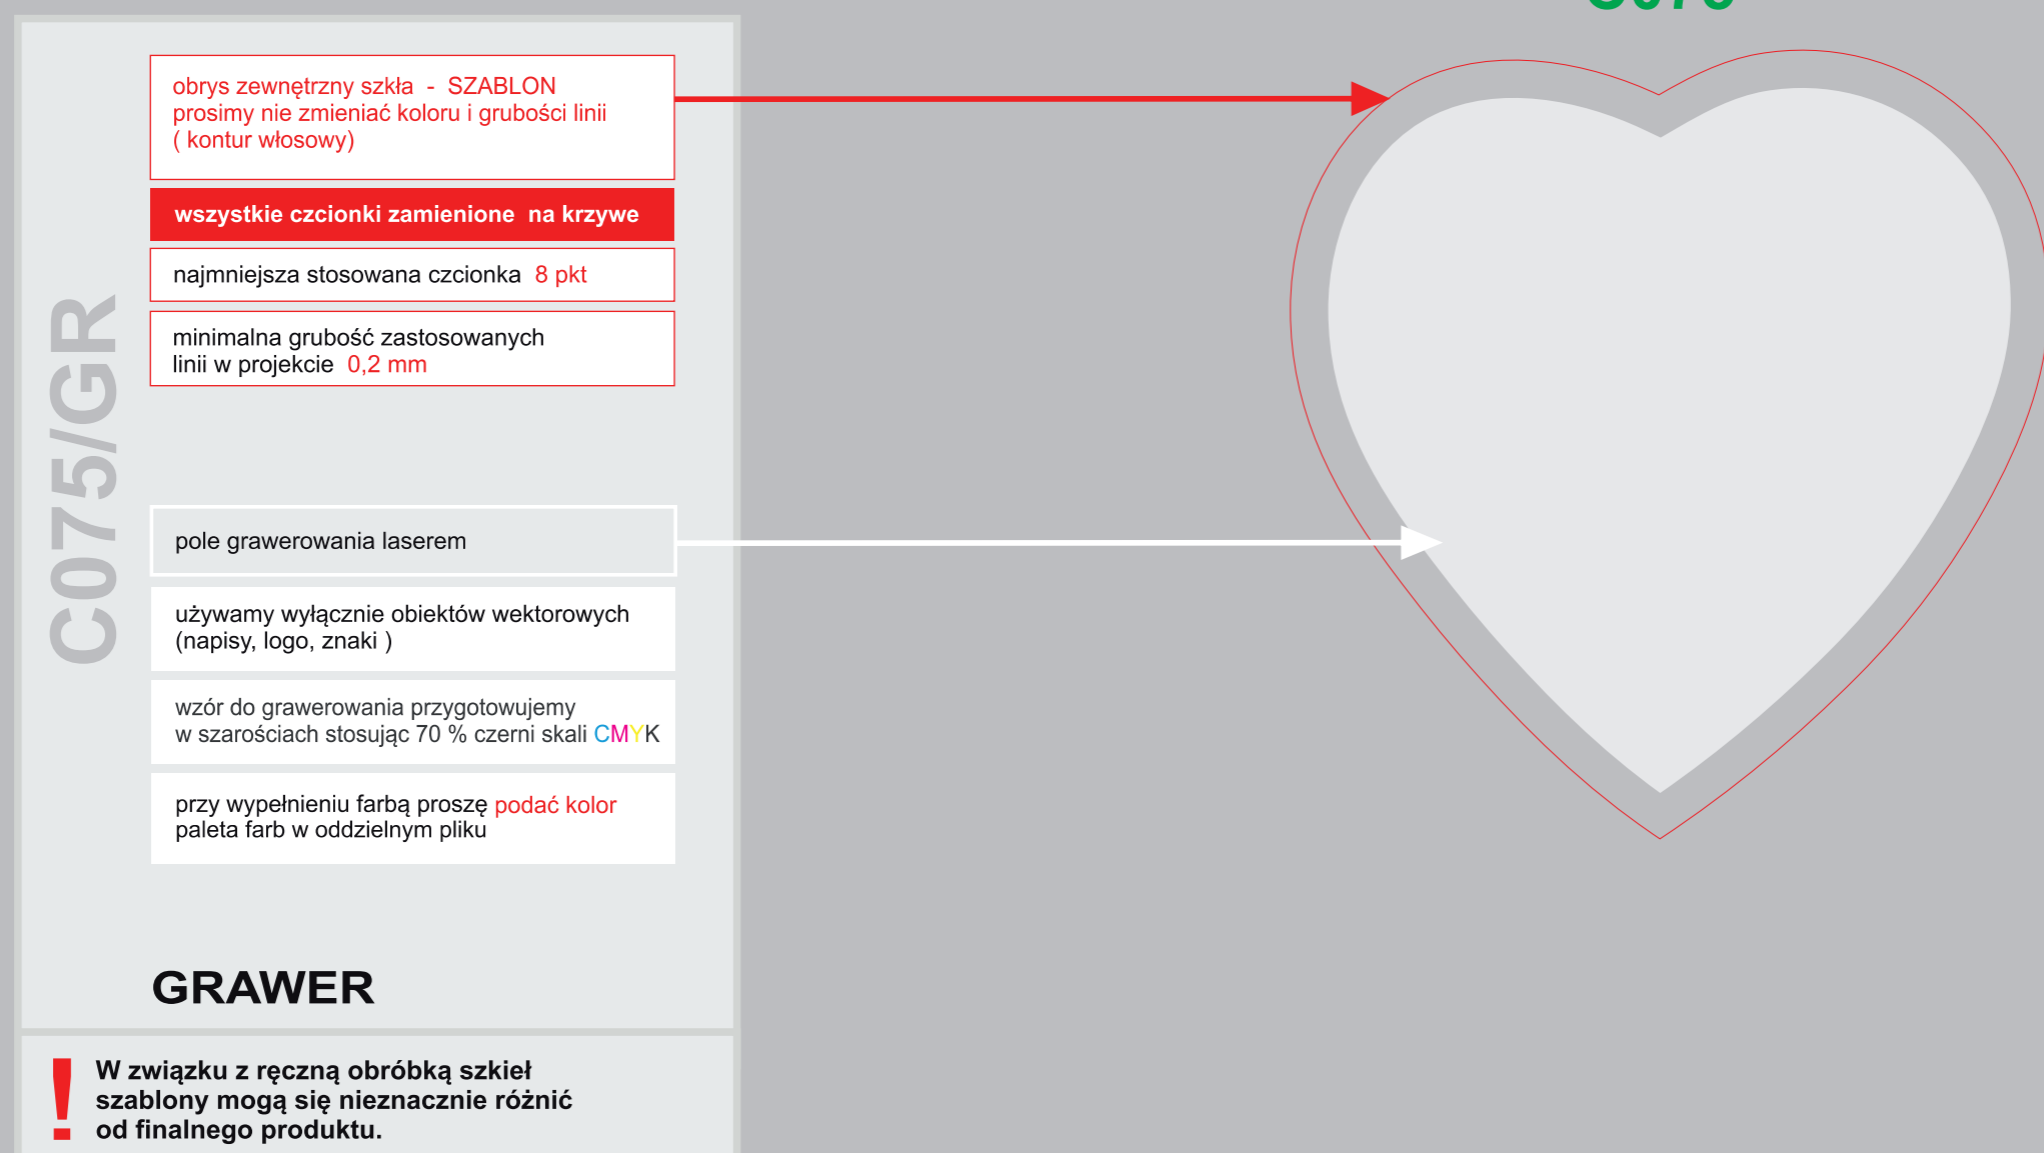 obrys zewnętrzny szkła - SZABLON
prosimy nie zmieniać koloru i grubości linii
( kontur włosowy)
wszystkie czcionki zamienione na krzywe
najmniejsza stosowana czcionka 8 pkt
minimalna grubość zastosowanych
linii w projekcie 0,2 mm
C075/GR
pole grawerowania laserem
używamy wyłącznie obiektów wektorowych
(napisy, logo, znaki )
wzór do grawerowania przygotowujemy
w szarościach stosując 70 % czerni skali CMYK
przy wypełnieniu farbą proszę podać kolor
paleta farb w oddzielnym pliku
GRAWER
! W związku z ręczną obróbką szkieł
szablony mogą się nieznacznie różnić
od finalnego produktu.